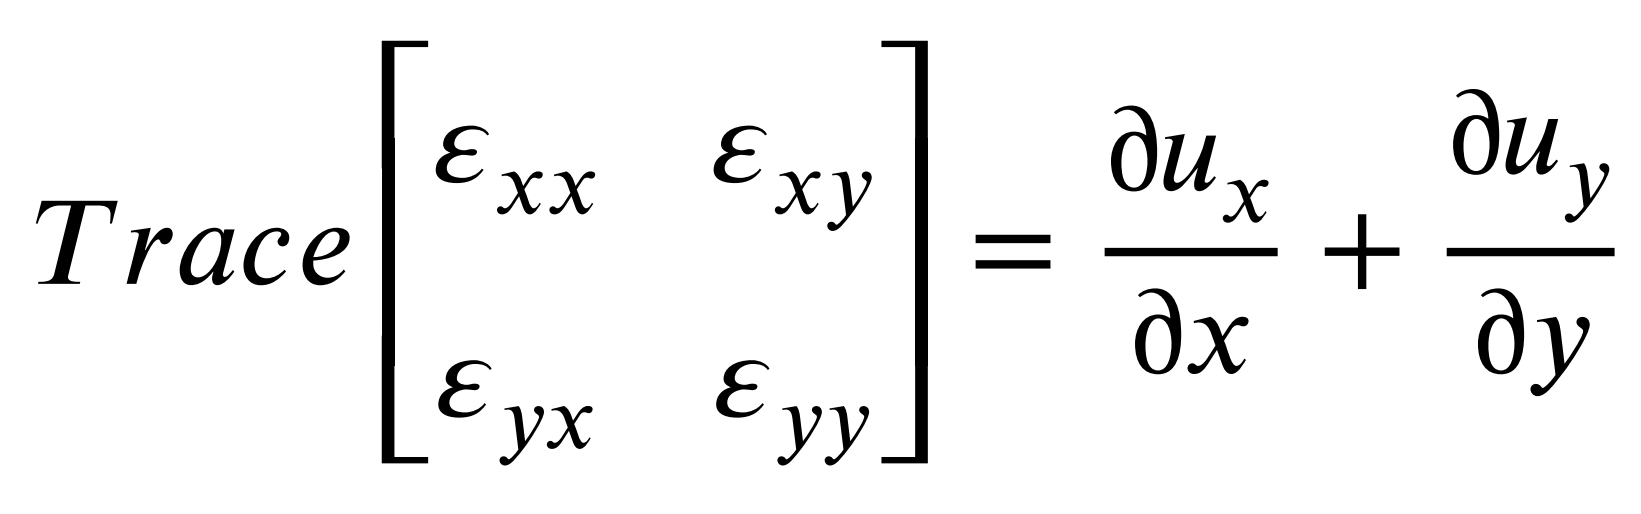 Trace [ ε_xx ε_xy ; ε_yx ε_yy ] = ∂u_x/∂x + ∂u_y/∂y